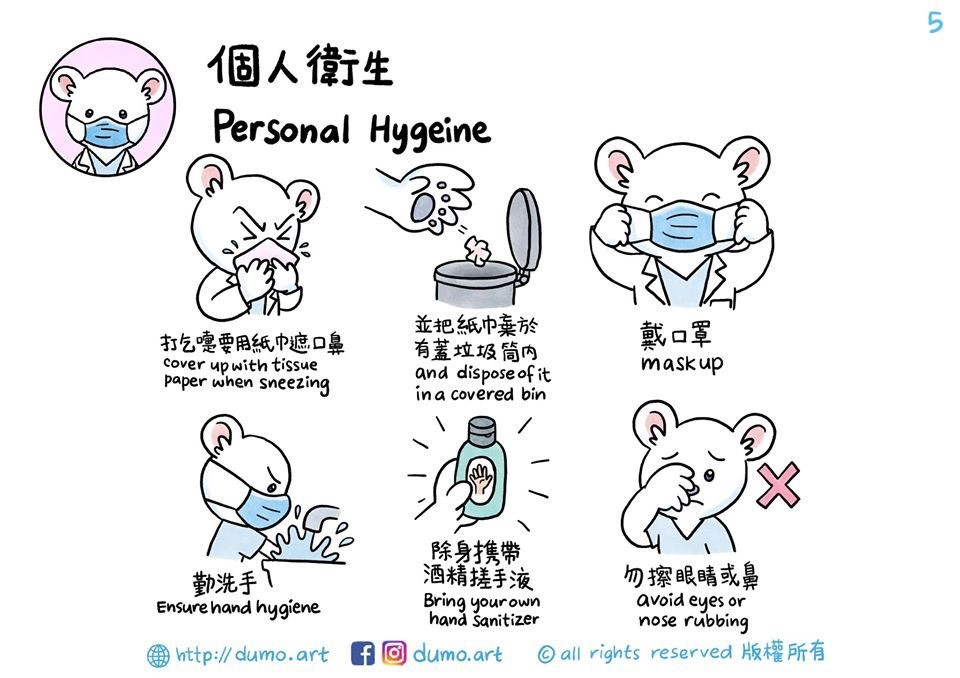 5
個人衛生
Personal Hygeine
打乞嚏要用紙巾遮口鼻
cover up with tissue
paper when sneezing
並把紙巾棄於
有蓋垃圾筒內
and dispose of it
in a covered bin
戴口罩
mask up
勤洗手
Ensure hand hygiene
除身携帶
酒精搓手液
Bring your own
hand sanitizer
勿擦眼睛或鼻
avoid eyes or
nose rubbing
http://dumo.art dumo.art © all rights reserved 版權所有